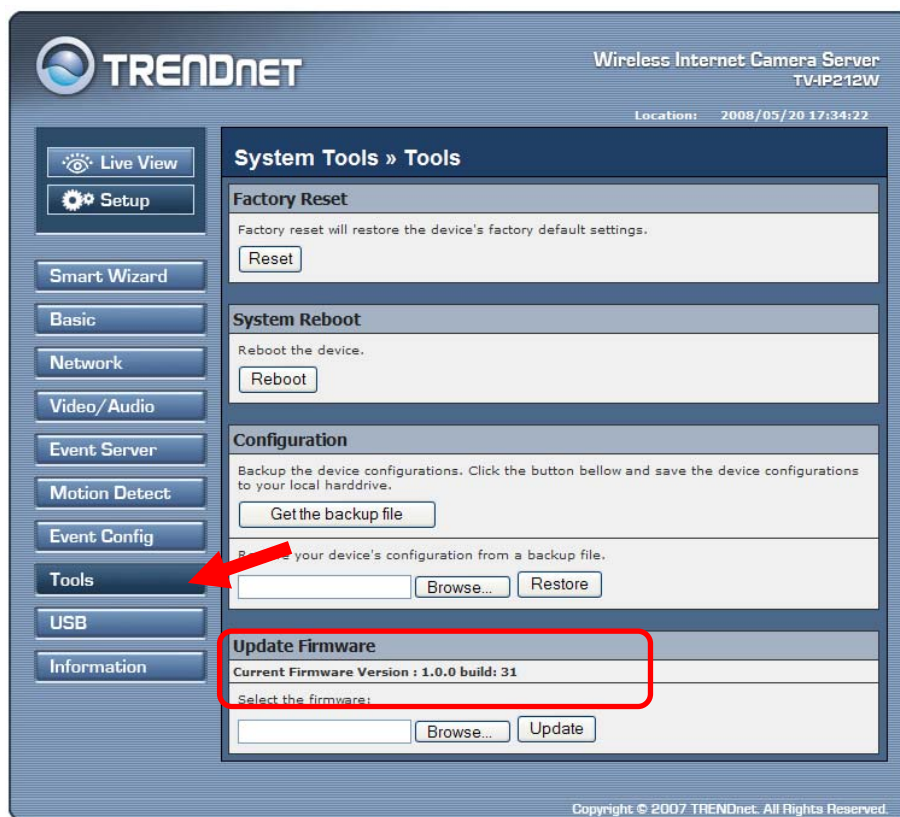 TRENDNET
Wireless Internet Camera Server
TV-IP212W
Location: 2008/05/20 17:34:22
Live View
Setup
Smart Wizard
Basic
Network
Video/Audio
Event Server
Motion Detect
Event Config
Tools
USB
Information
System Tools » Tools
Factory Reset
Factory reset will restore the device's factory default settings.
Reset
System Reboot
Reboot the device.
Reboot
Configuration
Backup the device configurations. Click the button bellow and save the device configurations
to your local harddrive.
Get the backup file
your device's configuration from a backup file.
Browse... Restore
Update Firmware
Current Firmware Version : 1.0.0 build: 31
Select the firmware:
Browse... Update
Copyright © 2007 TRENDnet. All Rights Reserved.